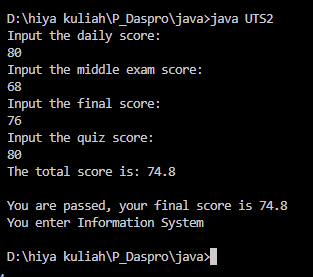 D:\hiya kuliah\P_Daspro\java>java UTS2
Input the daily score:
80
Input the middle exam score:
68
Input the final score:
76
Input the quiz score:
80
The total score is: 74.8
You are passed, your final score is 74.8
You enter Information System
D:\hiya kuliah\P_Daspro\java>